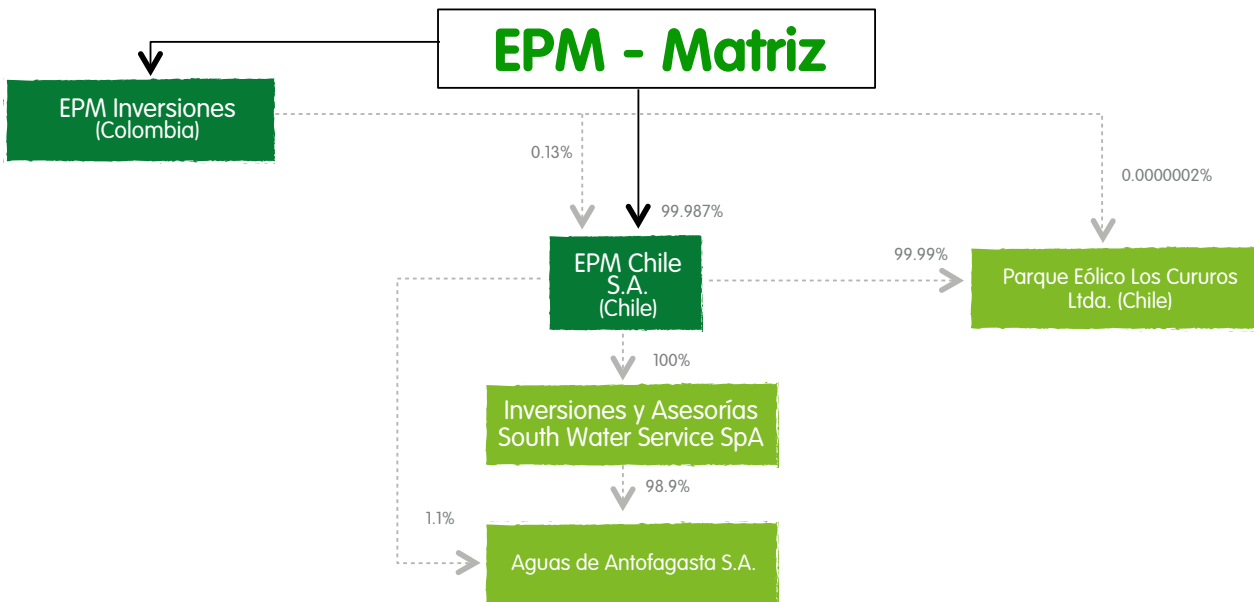 EPM - Matriz
EPM Inversiones
(Colombia)
0.13%
0.0000002%
99.987%
EPM Chile
S.A.
(Chile)
99.99%
Parque Eólico Los Cururos
Ltda. (Chile)
100%
Inversiones y Asesorías
South Water Service SpA
98.9%
1.1%
Aguas de Antofagasta S.A.